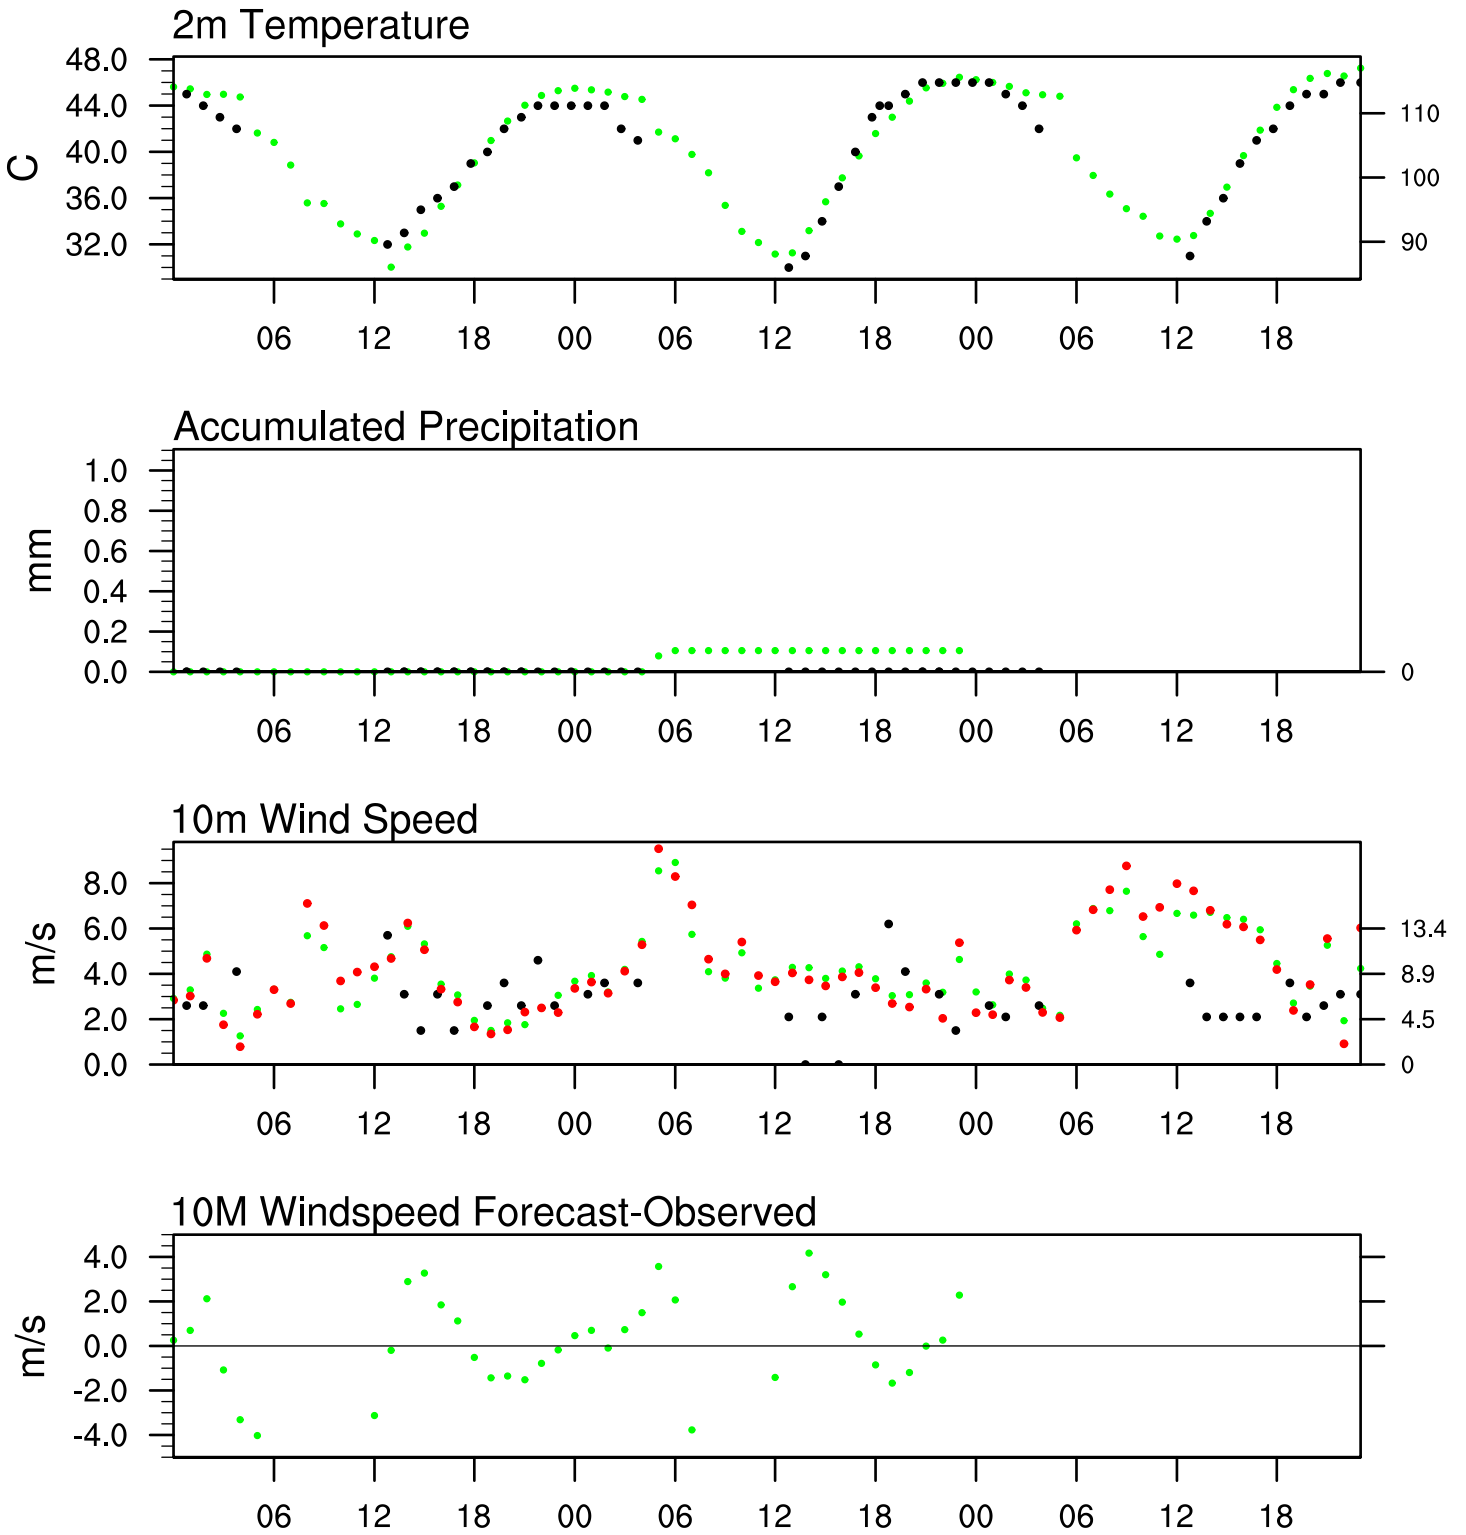 2m Temperature
48.0
44.0
40.0
36.0
32.0
C
110
100
90
06 12 18 00 06 12 18 00 06 12 18
Accumulated Precipitation
1.0
0.8
0.6
0.4
0.2
0.0
mm
0
06 12 18 00 06 12 18 00 06 12 18
10m Wind Speed
8.0
6.0
4.0
2.0
0.0
m/s
13.4
8.9
4.5
0
06 12 18 00 06 12 18 00 06 12 18
10M Windspeed Forecast-Observed
4.0
2.0
0.0
-2.0
-4.0
m/s
06 12 18 00 06 12 18 00 06 12 18